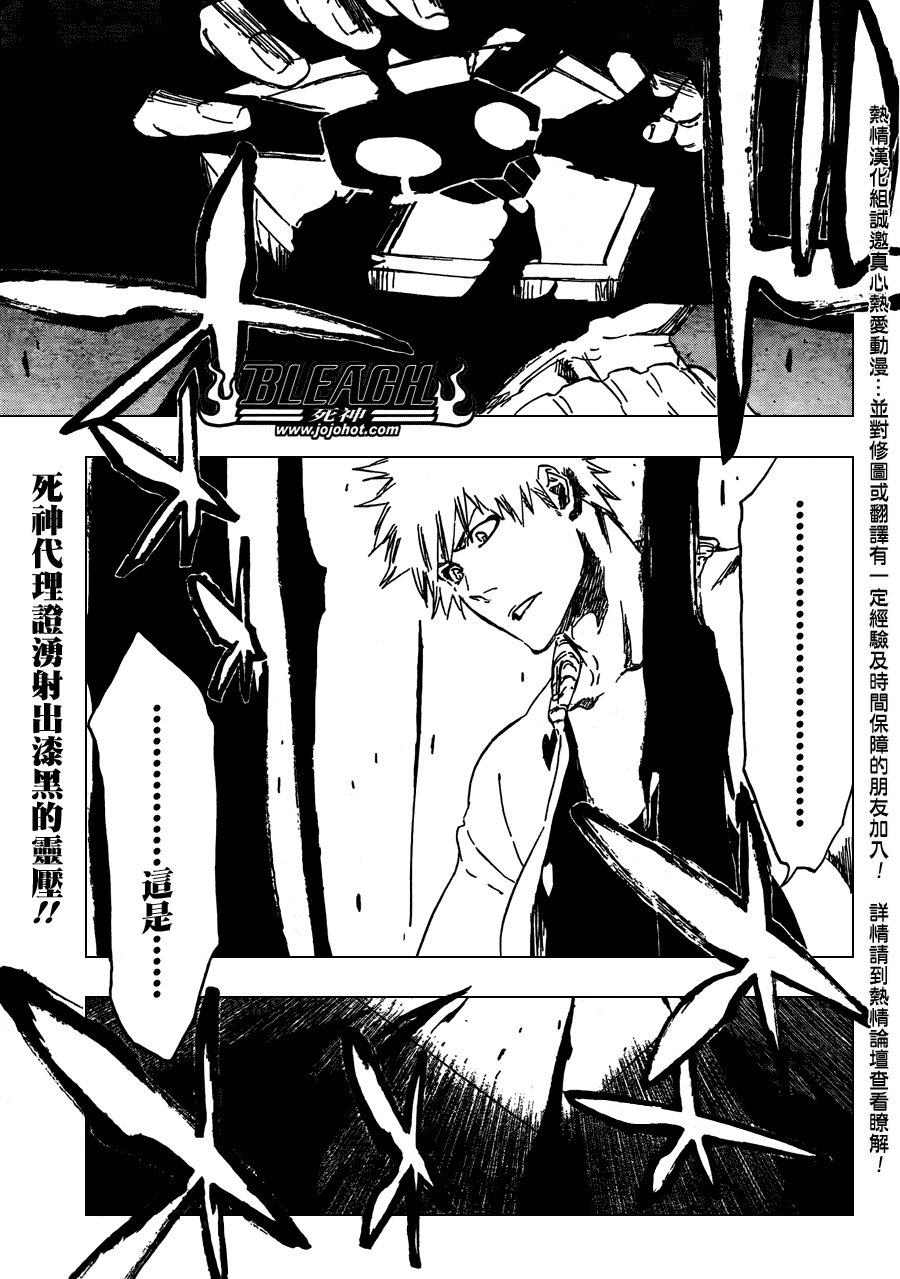 熱情漢化組誠邀真心熱愛動漫…並對修圖或翻譯有一定經驗及時間保障的朋友加入！ 詳情請到熱情論壇查看瞭解！
BLEACH
死神
www.jojohot.com
………………………
…………這是……
死神代理證湧射出漆黑的靈壓!!